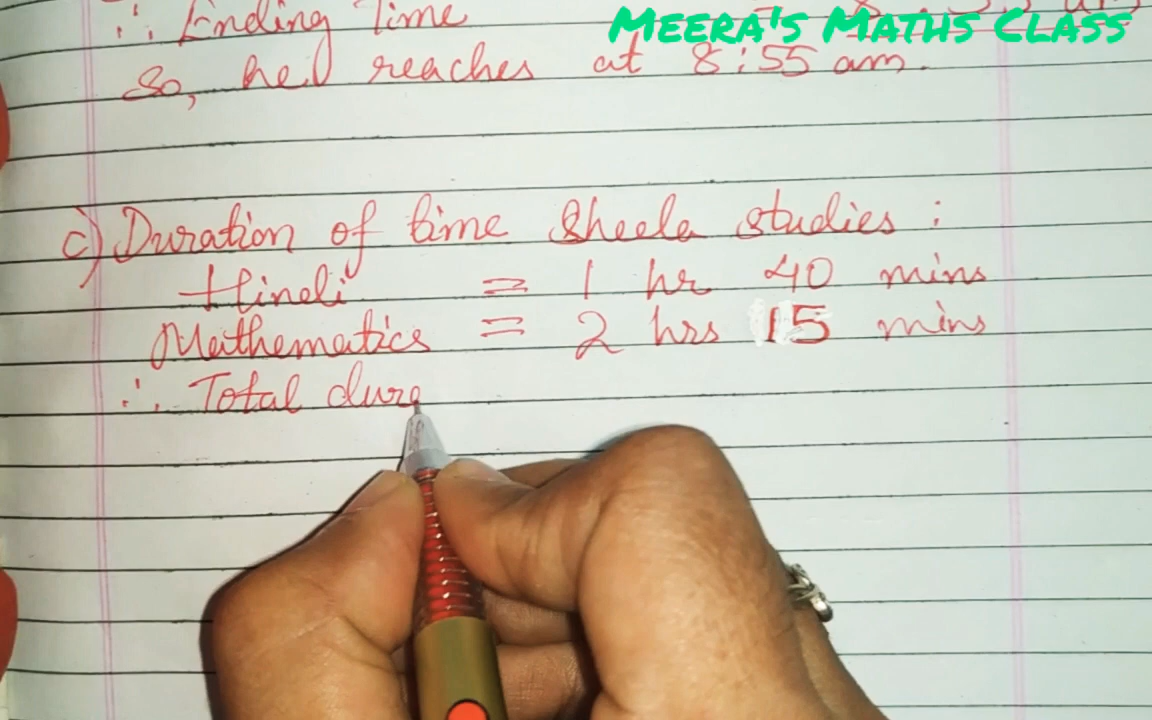 Meera's Maths Class
∴ Ending Time =
So, he reaches at 8:55 am.
c) Duration of time Sheela studies :
Hindi = 1 hr 40 mins
Mathematics = 2 hrs 15 mins
∴ Total dura